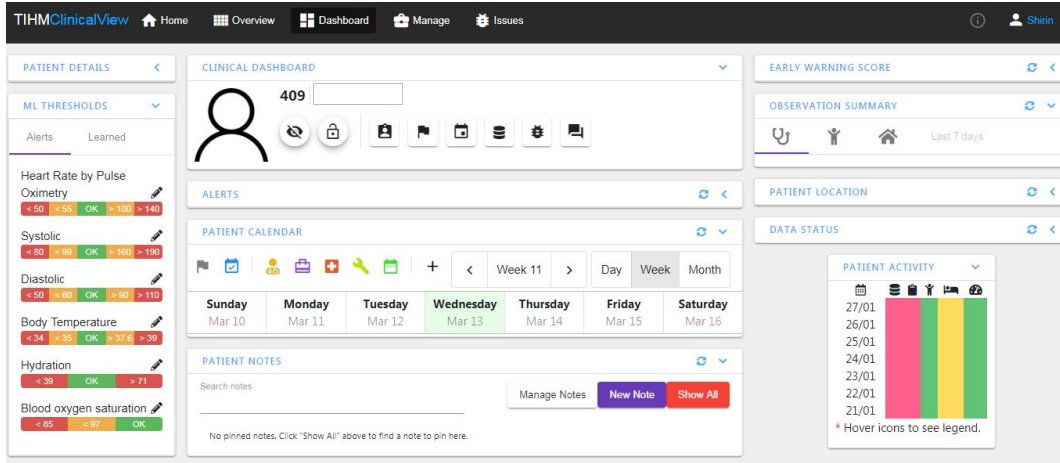 TIHMClinicalView Home Overview Dashboard Manage Issues Shirin
PATIENT DETAILS
ML THRESHOLDS
Alerts Learned
Heart Rate by Pulse
Oximetry
< 50 < 55 OK > 100 > 140
Systolic
< 80 < 99 OK > 160 > 190
Diastolic
< 50 < 60 OK > 90 > 110
Body Temperature
< 34 < 35 OK > 37.6 > 39
Hydration
< 39 OK > 71
Blood oxygen saturation
< 85 < 97 OK
CLINICAL DASHBOARD
409
ALERTS
PATIENT CALENDAR
+ < Week 11 > Day Week Month
Sunday Monday Tuesday Wednesday Thursday Friday Saturday
Mar 10 Mar 11 Mar 12 Mar 13 Mar 14 Mar 15 Mar 16
PATIENT NOTES
Search notes
Manage Notes New Note Show All
No pinned notes. Click "Show All" above to find a note to pin here.
EARLY WARNING SCORE
OBSERVATION SUMMARY
Last 7 days
PATIENT LOCATION
DATA STATUS
PATIENT ACTIVITY
27/01
26/01
25/01
24/01
23/01
22/01
21/01
* Hover icons to see legend.